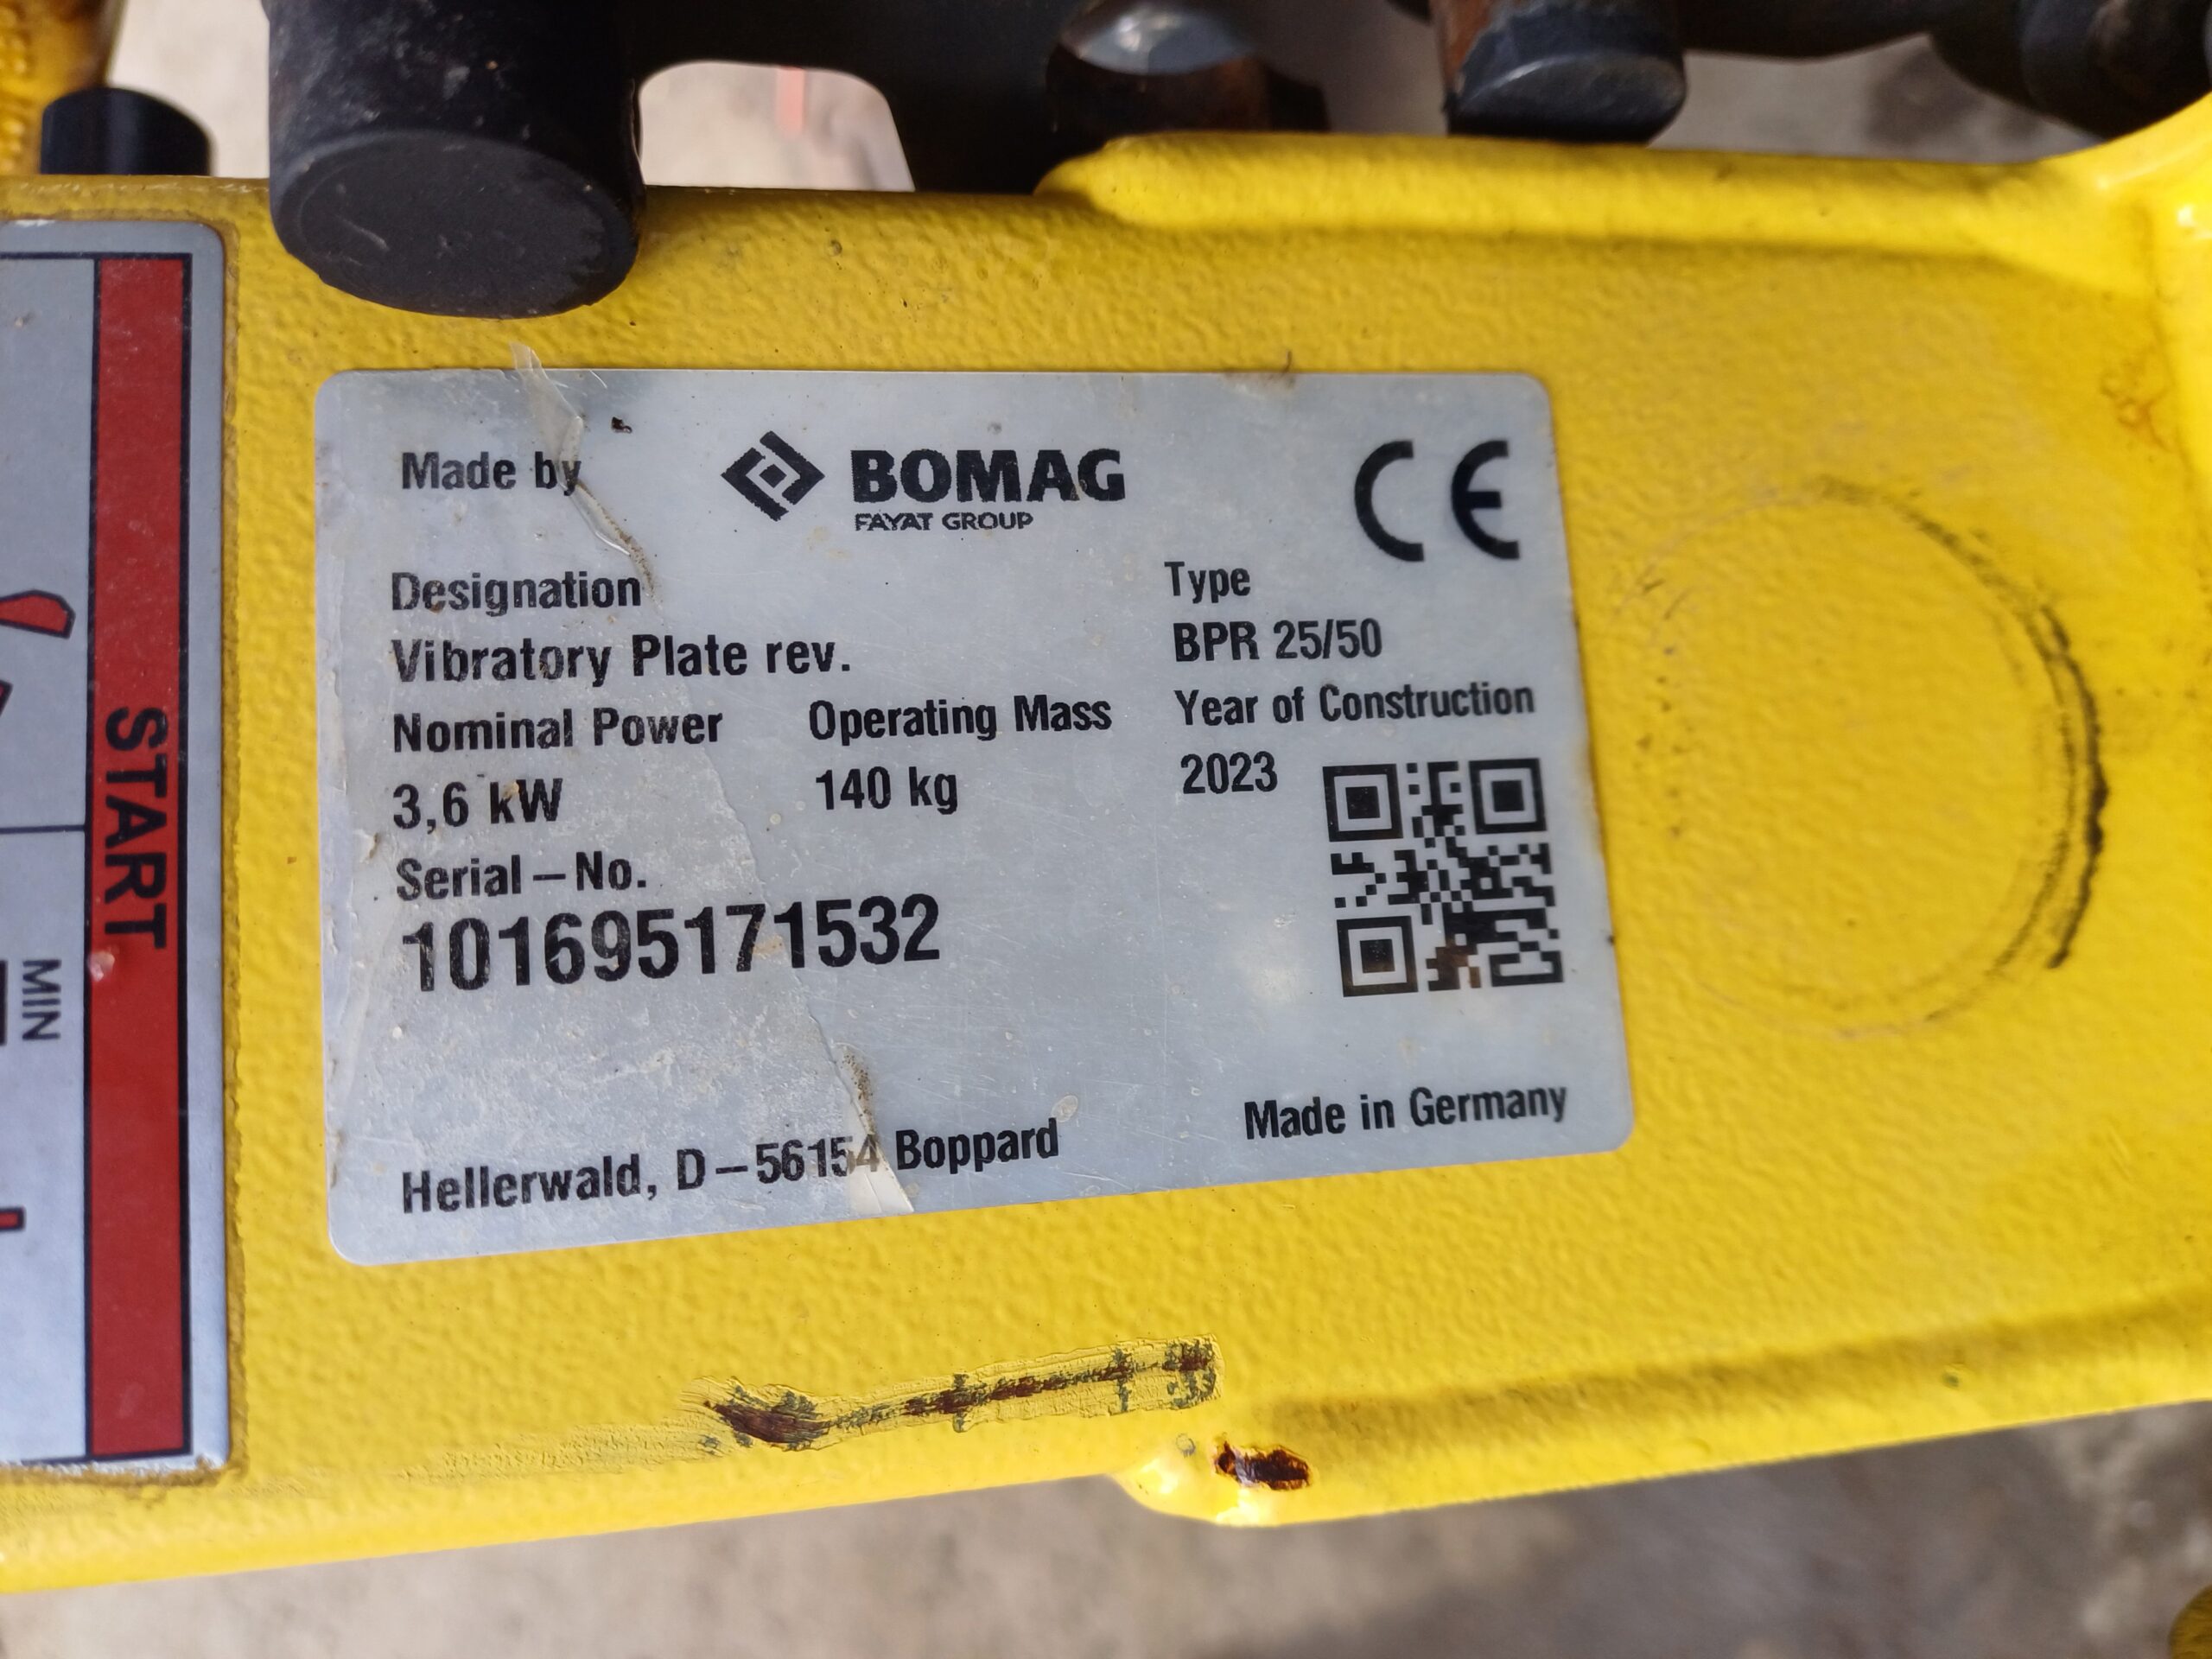 START
MIN
Made by
BOMAG
FAYAT GROUP
CE
Designation
Type
Vibratory Plate rev.
BPR 25/50
Nominal Power
Operating Mass
Year of Construction
3,6 kW
140 kg
2023
Serial – No.
101695171532
Hellerwald, D – 56154 Boppard
Made in Germany